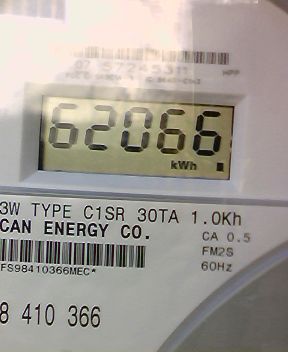 62066
kWh
3W TYPE C1SR 30TA 1.0Kh
CAN ENERGY CO.
CA 0.5
FM2S
60Hz
FS98410366MEC*
8 410 366